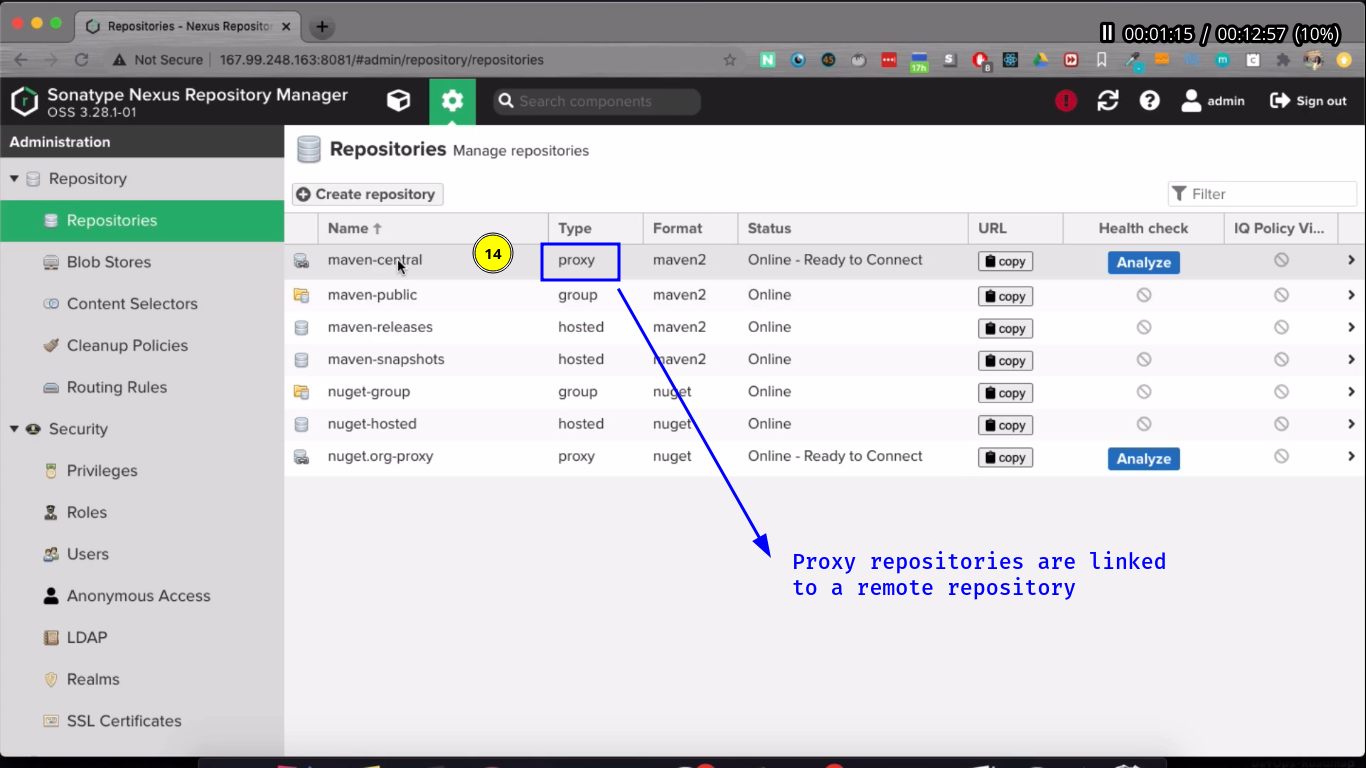 Repositories - Nexus Repositor
00:01:15 / 00:12:57 (10%)
Not Secure
167.99.248.163:8081/#admin/repository/repositories
45
17h
S
8
m
C
Sonatype Nexus Repository Manager
OSS 3.28.1-01
Search components
admin
Sign out
Administration
Repositories Manage repositories
Repository
Create repository
Filter
Repositories
Name Type Format Status URL Health check IQ Policy Vi...
14
maven-central proxy maven2 Online - Ready to Connect copy Analyze
Blob Stores
maven-public group maven2 Online copy
Content Selectors
maven-releases hosted maven2 Online copy
Cleanup Policies
maven-snapshots hosted maven2 Online copy
Routing Rules
nuget-group group nuget Online copy
Security
nuget-hosted hosted nuget Online copy
nuget.org-proxy proxy nuget Online - Ready to Connect copy Analyze
Privileges
Roles
Users
Proxy repositories are linked
to a remote repository
Anonymous Access
LDAP
Realms
SSL Certificates